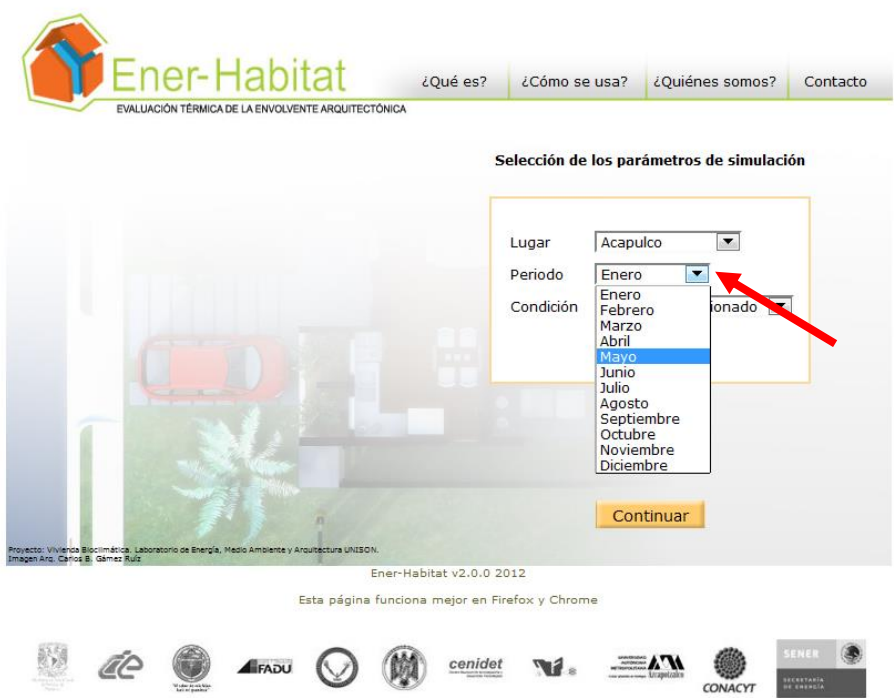 Ener-Habitat
EVALUACIÓN TÉRMICA DE LA ENVOLVENTE ARQUITECTÓNICA
¿Qué es?
¿Cómo se usa?
¿Quiénes somos?
Contacto
Selección de los parámetros de simulación
Lugar
Acapulco
Periodo
Enero
Condición
ionado
Enero
Febrero
Marzo
Abril
Mayo
Junio
Julio
Agosto
Septiembre
Octubre
Noviembre
Diciembre
Continuar
Proyecto: Vivienda Bioclimática. Laboratorio de Energía, Medio Ambiente y Arquitectura UNISON.
Imagen Arq. Carlos B. Gámez Ruiz
Ener-Habitat v2.0.0 2012
Esta página funciona mejor en Firefox y Chrome
FADU
cenidet
Azcapotzalco
CONACYT
SENER
SECRETARÍA
DE ENERGÍA